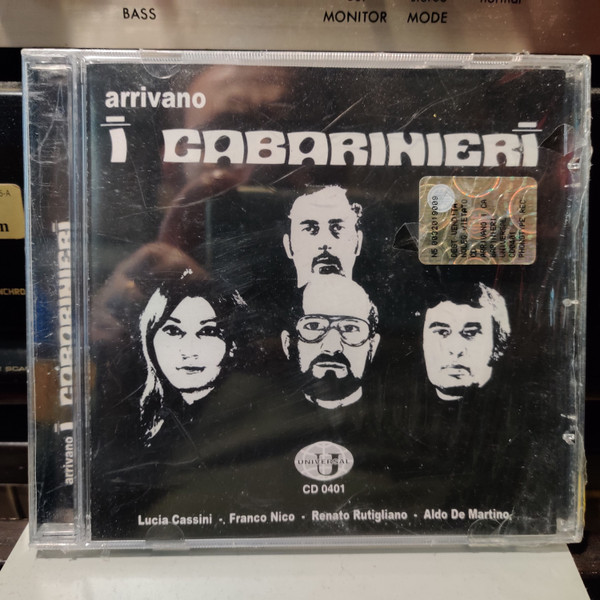 BASS
MONITOR MODE
normal
arrivano
i CABARINIERI
UNIVERSAL
U
CD 0401
Lucia Cassini - Franco Nico - Renato Rutigliano - Aldo De Martino
arrivano i CABARINIERI